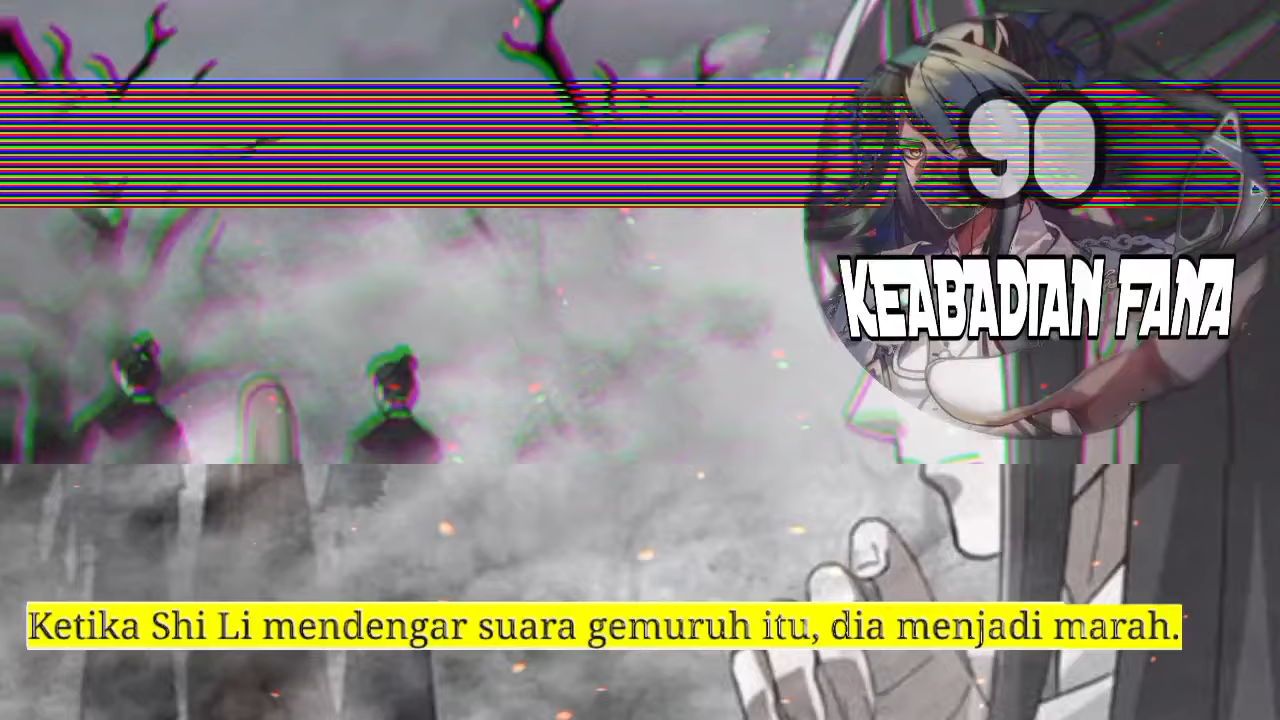 90
KEABADIAN FANA
Ketika Shi Li mendengar suara gemuruh itu, dia menjadi marah.